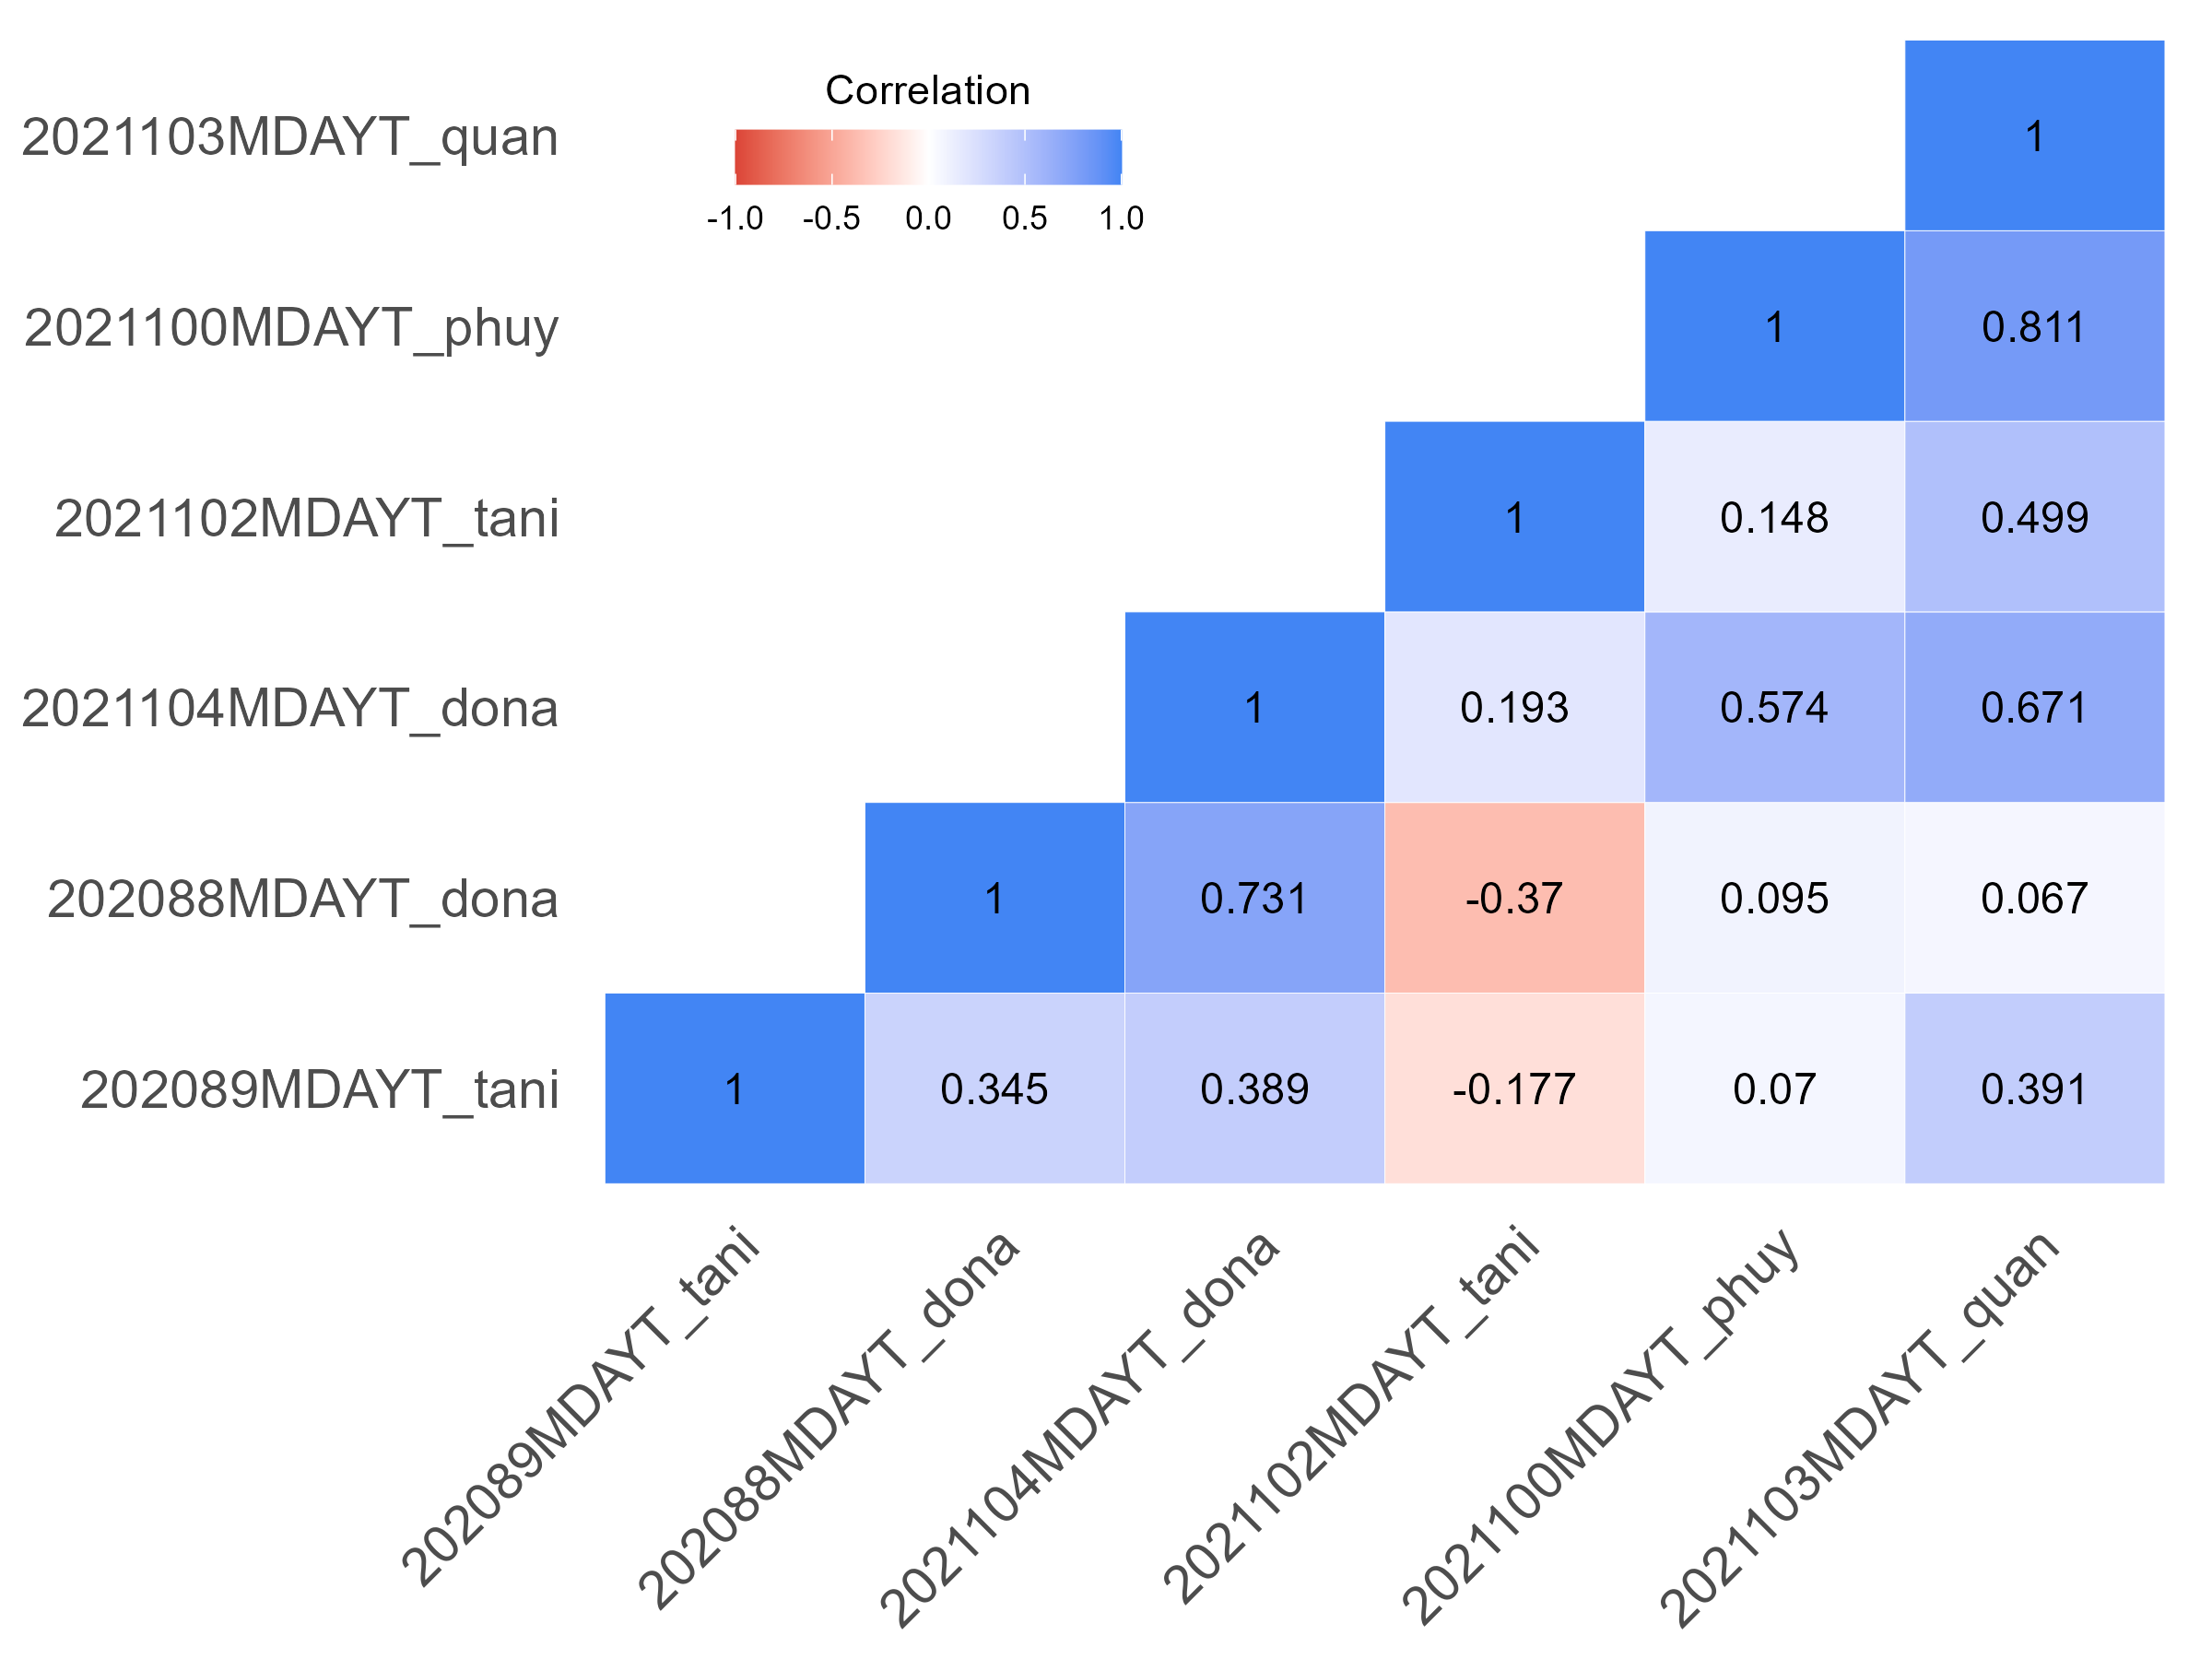 Correlation
-1.0 -0.5 0.0 0.5 1.0
2021103MDAYT_quan 1
2021100MDAYT_phuy 1 0.811
2021102MDAYT_tani 1 0.148 0.499
2021104MDAYT_dona 1 0.193 0.574 0.671
202088MDAYT_dona 1 0.731 -0.37 0.095 0.067
202089MDAYT_tani 1 0.345 0.389 -0.177 0.07 0.391
202089MDAYT_tani
202088MDAYT_dona
2021104MDAYT_dona
2021102MDAYT_tani
2021100MDAYT_phuy
2021103MDAYT_quan